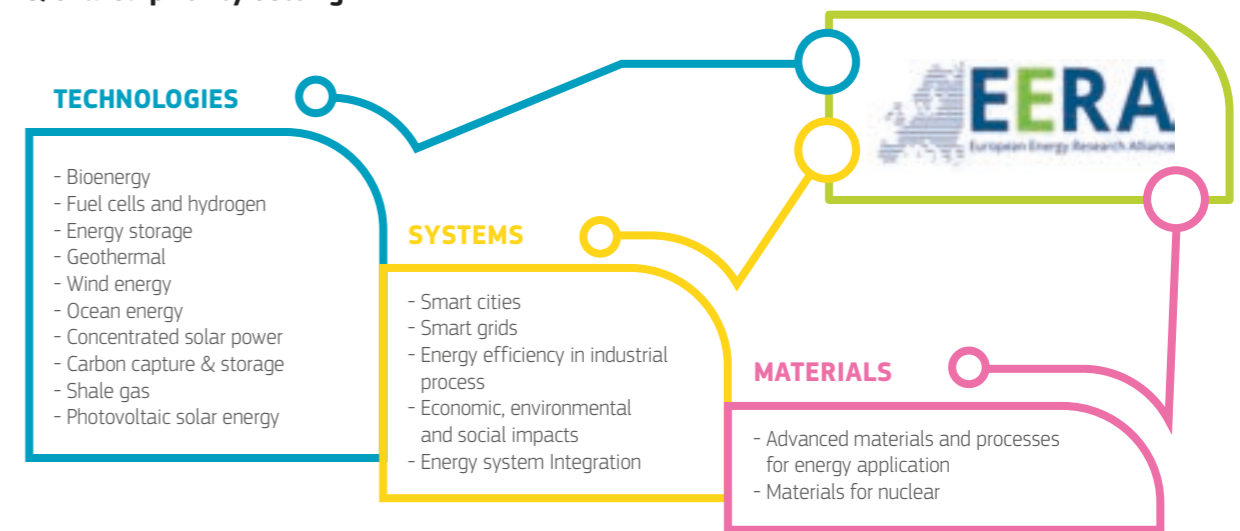 EERA
European Energy Research Alliance
TECHNOLOGIES
- Bioenergy
- Fuel cells and hydrogen
- Energy storage
- Geothermal
- Wind energy
- Ocean energy
- Concentrated solar power
- Carbon capture & storage
- Shale gas
- Photovoltaic solar energy
SYSTEMS
- Smart cities
- Smart grids
- Energy efficiency in industrial
process
- Economic, environmental
and social impacts
- Energy system Integration
MATERIALS
- Advanced materials and processes
for energy application
- Materials for nuclear